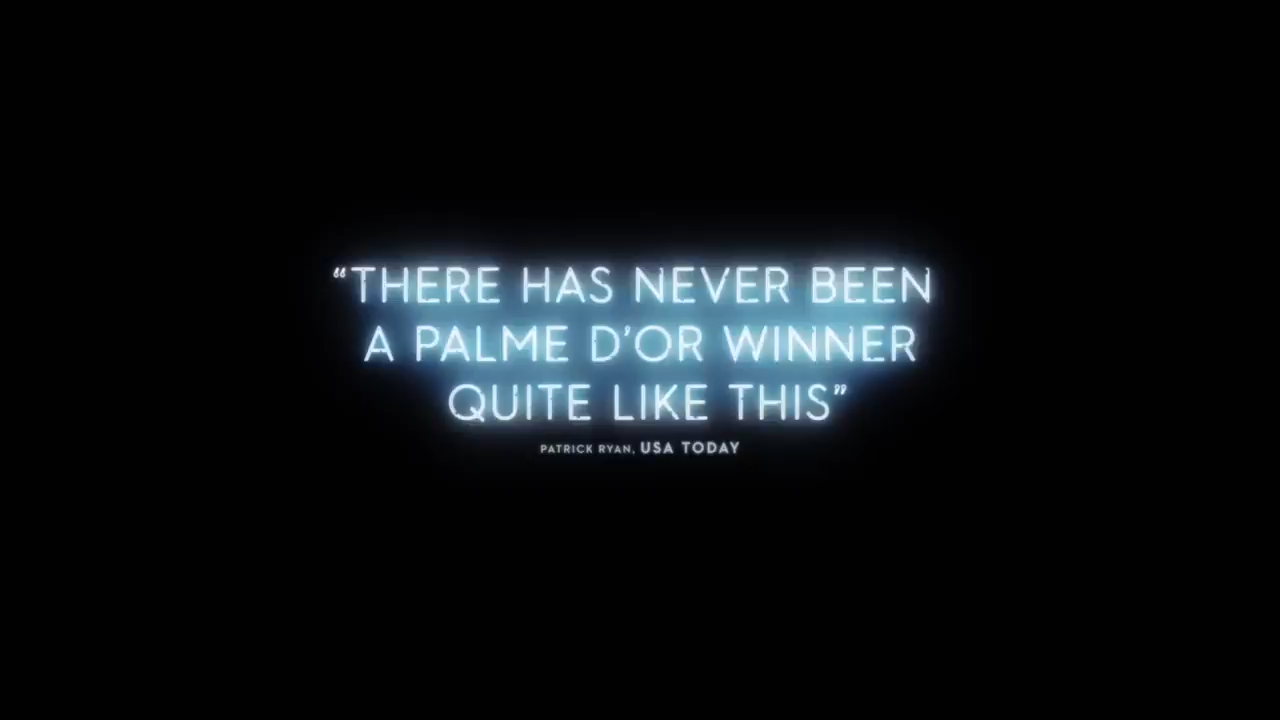 “THERE HAS NEVER BEEN
A PALME D’OR WINNER
QUITE LIKE THIS”
PATRICK RYAN, USA TODAY